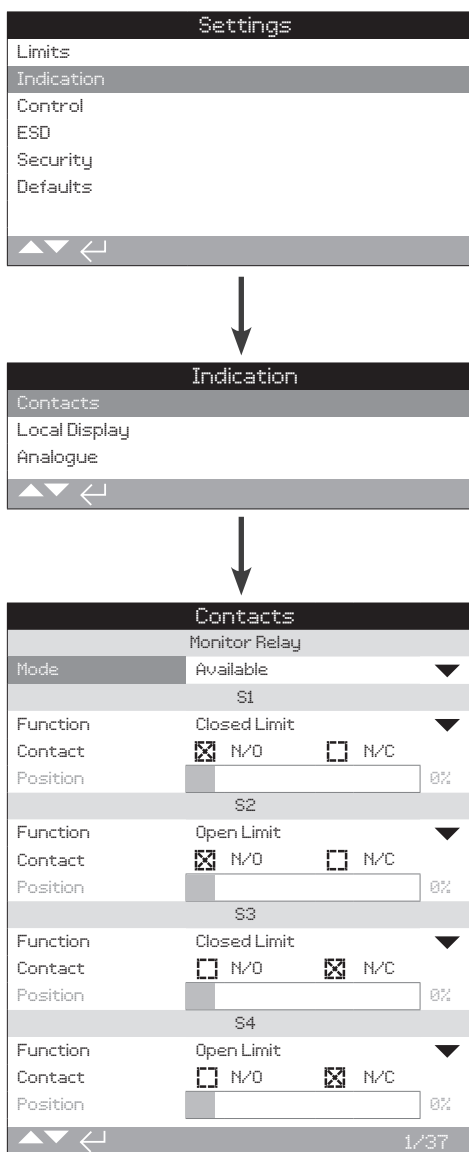 Settings
Limits
Indication
Control
ESD
Security
Defaults
Indication
Contacts
Local Display
Analogue
Contacts
Monitor Relay
Mode Available
S1
Function Closed Limit
Contact N/O N/C
Position 0%
S2
Function Open Limit
Contact N/O N/C
Position 0%
S3
Function Closed Limit
Contact N/O N/C
Position 0%
S4
Function Open Limit
Contact N/O N/C
Position 0%
1/37